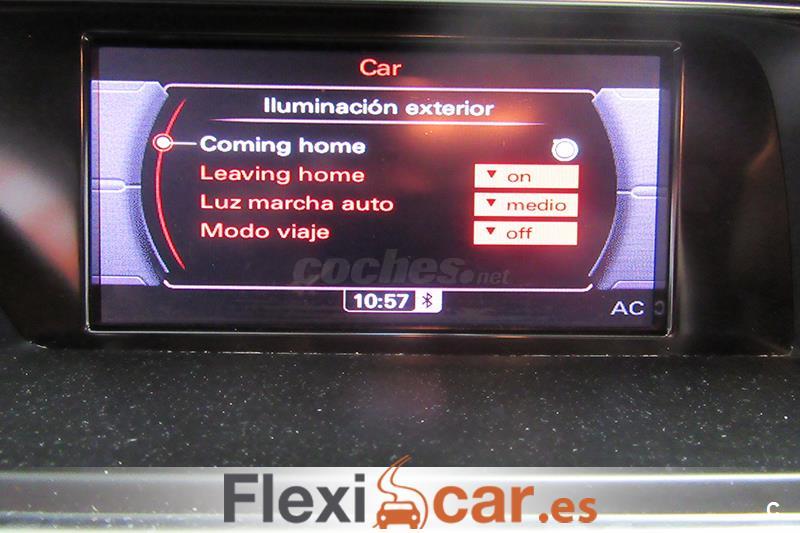 Car
Iluminación exterior
Coming home
Leaving home on
Luz marcha auto medio
Modo viaje off
coches.net
10:57
AC
Flexicar.es
C